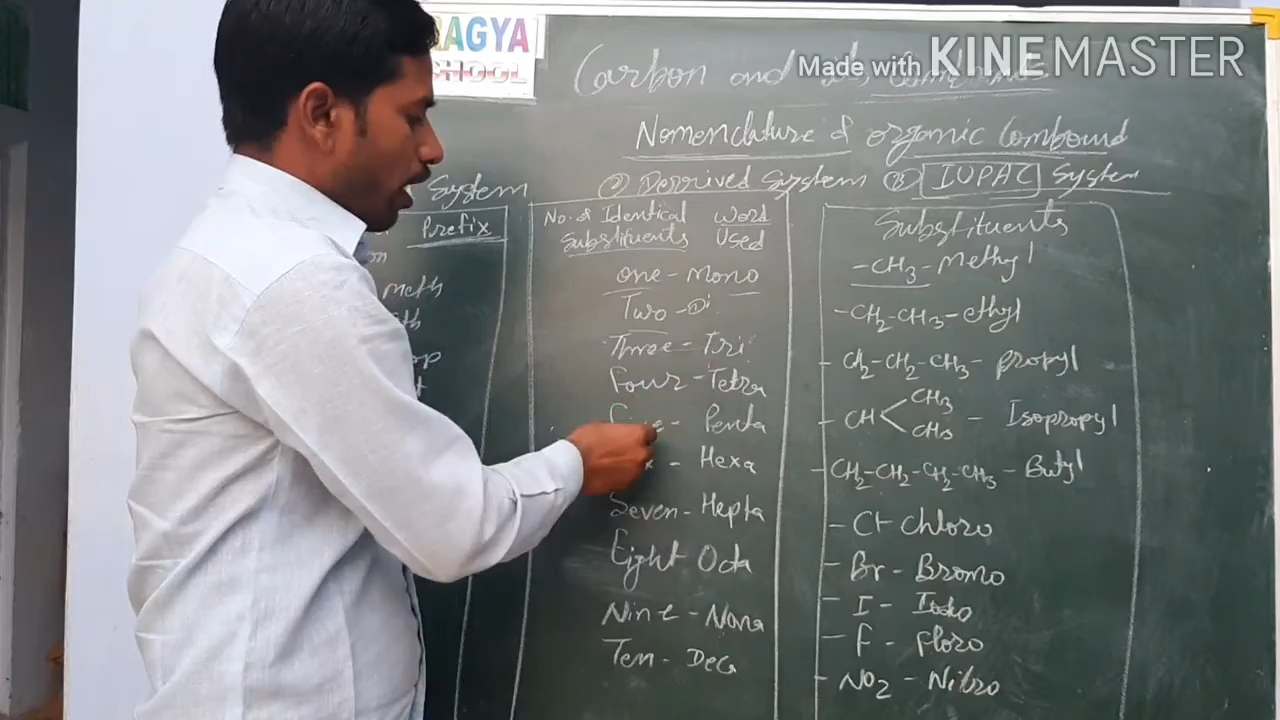 RAGYA
SCHOOL
Made with KINEMASTER
Carbon and
Nomenclature of organic Combound
System
② Derrived System ③ IUPAC System
Prefix
meth
No. of Identical Substituents
Word Used
one - mono
Two - Di
Three - Tri
Four - Tetra
Five - Penta
x - Hexa
Seven - Hepta
Eight Octa
Nine - Nona
Ten - Deca
Substituents
-CH3 - Methyl
-CH2-CH3 - ethyl
-CH2-CH2-CH3 - propyl
-CH<CH3 CH3 - Isopropyl
-CH2-CH2-CH2-CH3 - Butyl
-Cl- Chloro
-Br - Bromo
-I - Iodo
-F - floro
-NO2 - Nitro